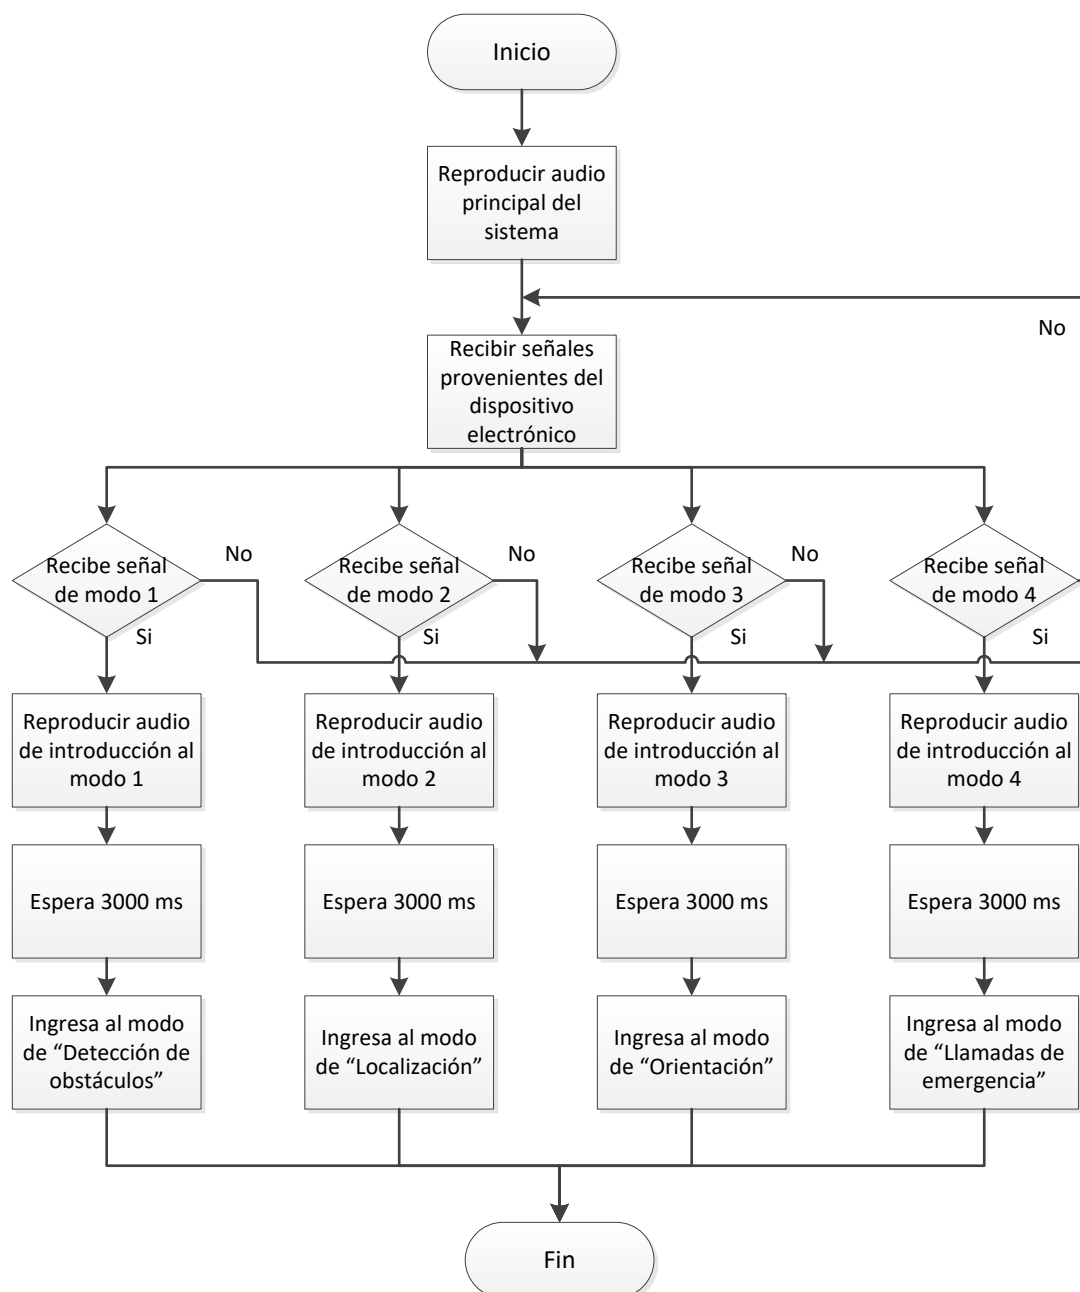 Inicio
Reproducir audio
principal del
sistema
No
Recibir señales
provenientes del
dispositivo
electrónico
Recibe señal
de modo 1
No
Si
Recibe señal
de modo 2
No
Si
Recibe señal
de modo 3
No
Si
Recibe señal
de modo 4
Si
Reproducir audio
de introducción al
modo 1
Reproducir audio
de introducción al
modo 2
Reproducir audio
de introducción al
modo 3
Reproducir audio
de introducción al
modo 4
Espera 3000 ms
Espera 3000 ms
Espera 3000 ms
Espera 3000 ms
Ingresa al modo
de “Detección de
obstáculos”
Ingresa al modo
de “Localización”
Ingresa al modo
de “Orientación”
Ingresa al modo
de “Llamadas de
emergencia”
Fin